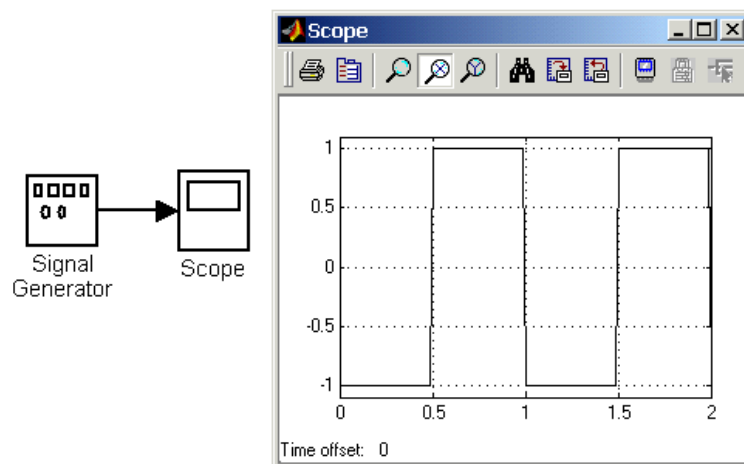 Signal
Generator
Scope
Scope
1
0.5
0
-0.5
-1
0 0.5 1 1.5 2
Time offset: 0